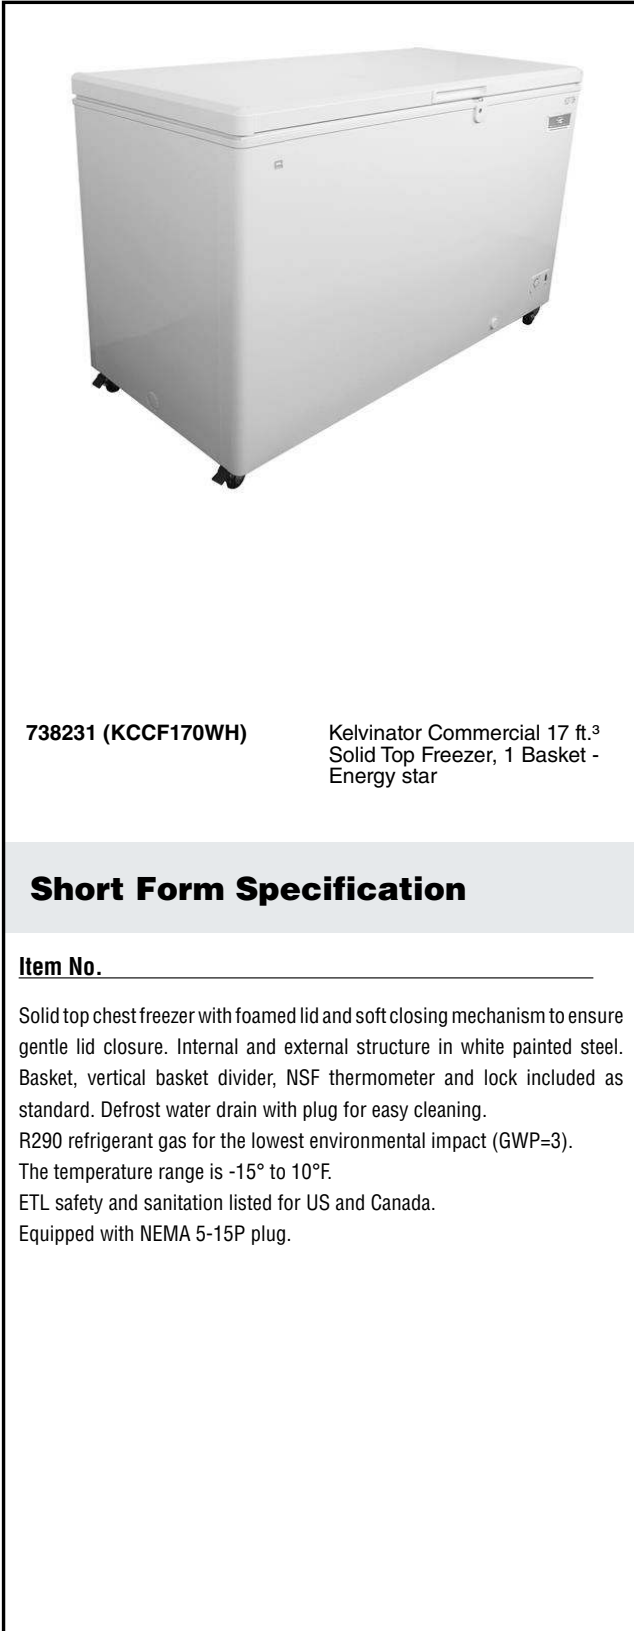 738231 (KCCF170WH)
Kelvinator Commercial 17 ft.³
Solid Top Freezer, 1 Basket -
Energy star
Short Form Specification
Item No.
Solid top chest freezer with foamed lid and soft closing mechanism to ensure
gentle lid closure. Internal and external structure in white painted steel.
Basket, vertical basket divider, NSF thermometer and lock included as
standard. Defrost water drain with plug for easy cleaning.
R290 refrigerant gas for the lowest environmental impact (GWP=3).
The temperature range is -15° to 10°F.
ETL safety and sanitation listed for US and Canada.
Equipped with NEMA 5-15P plug.